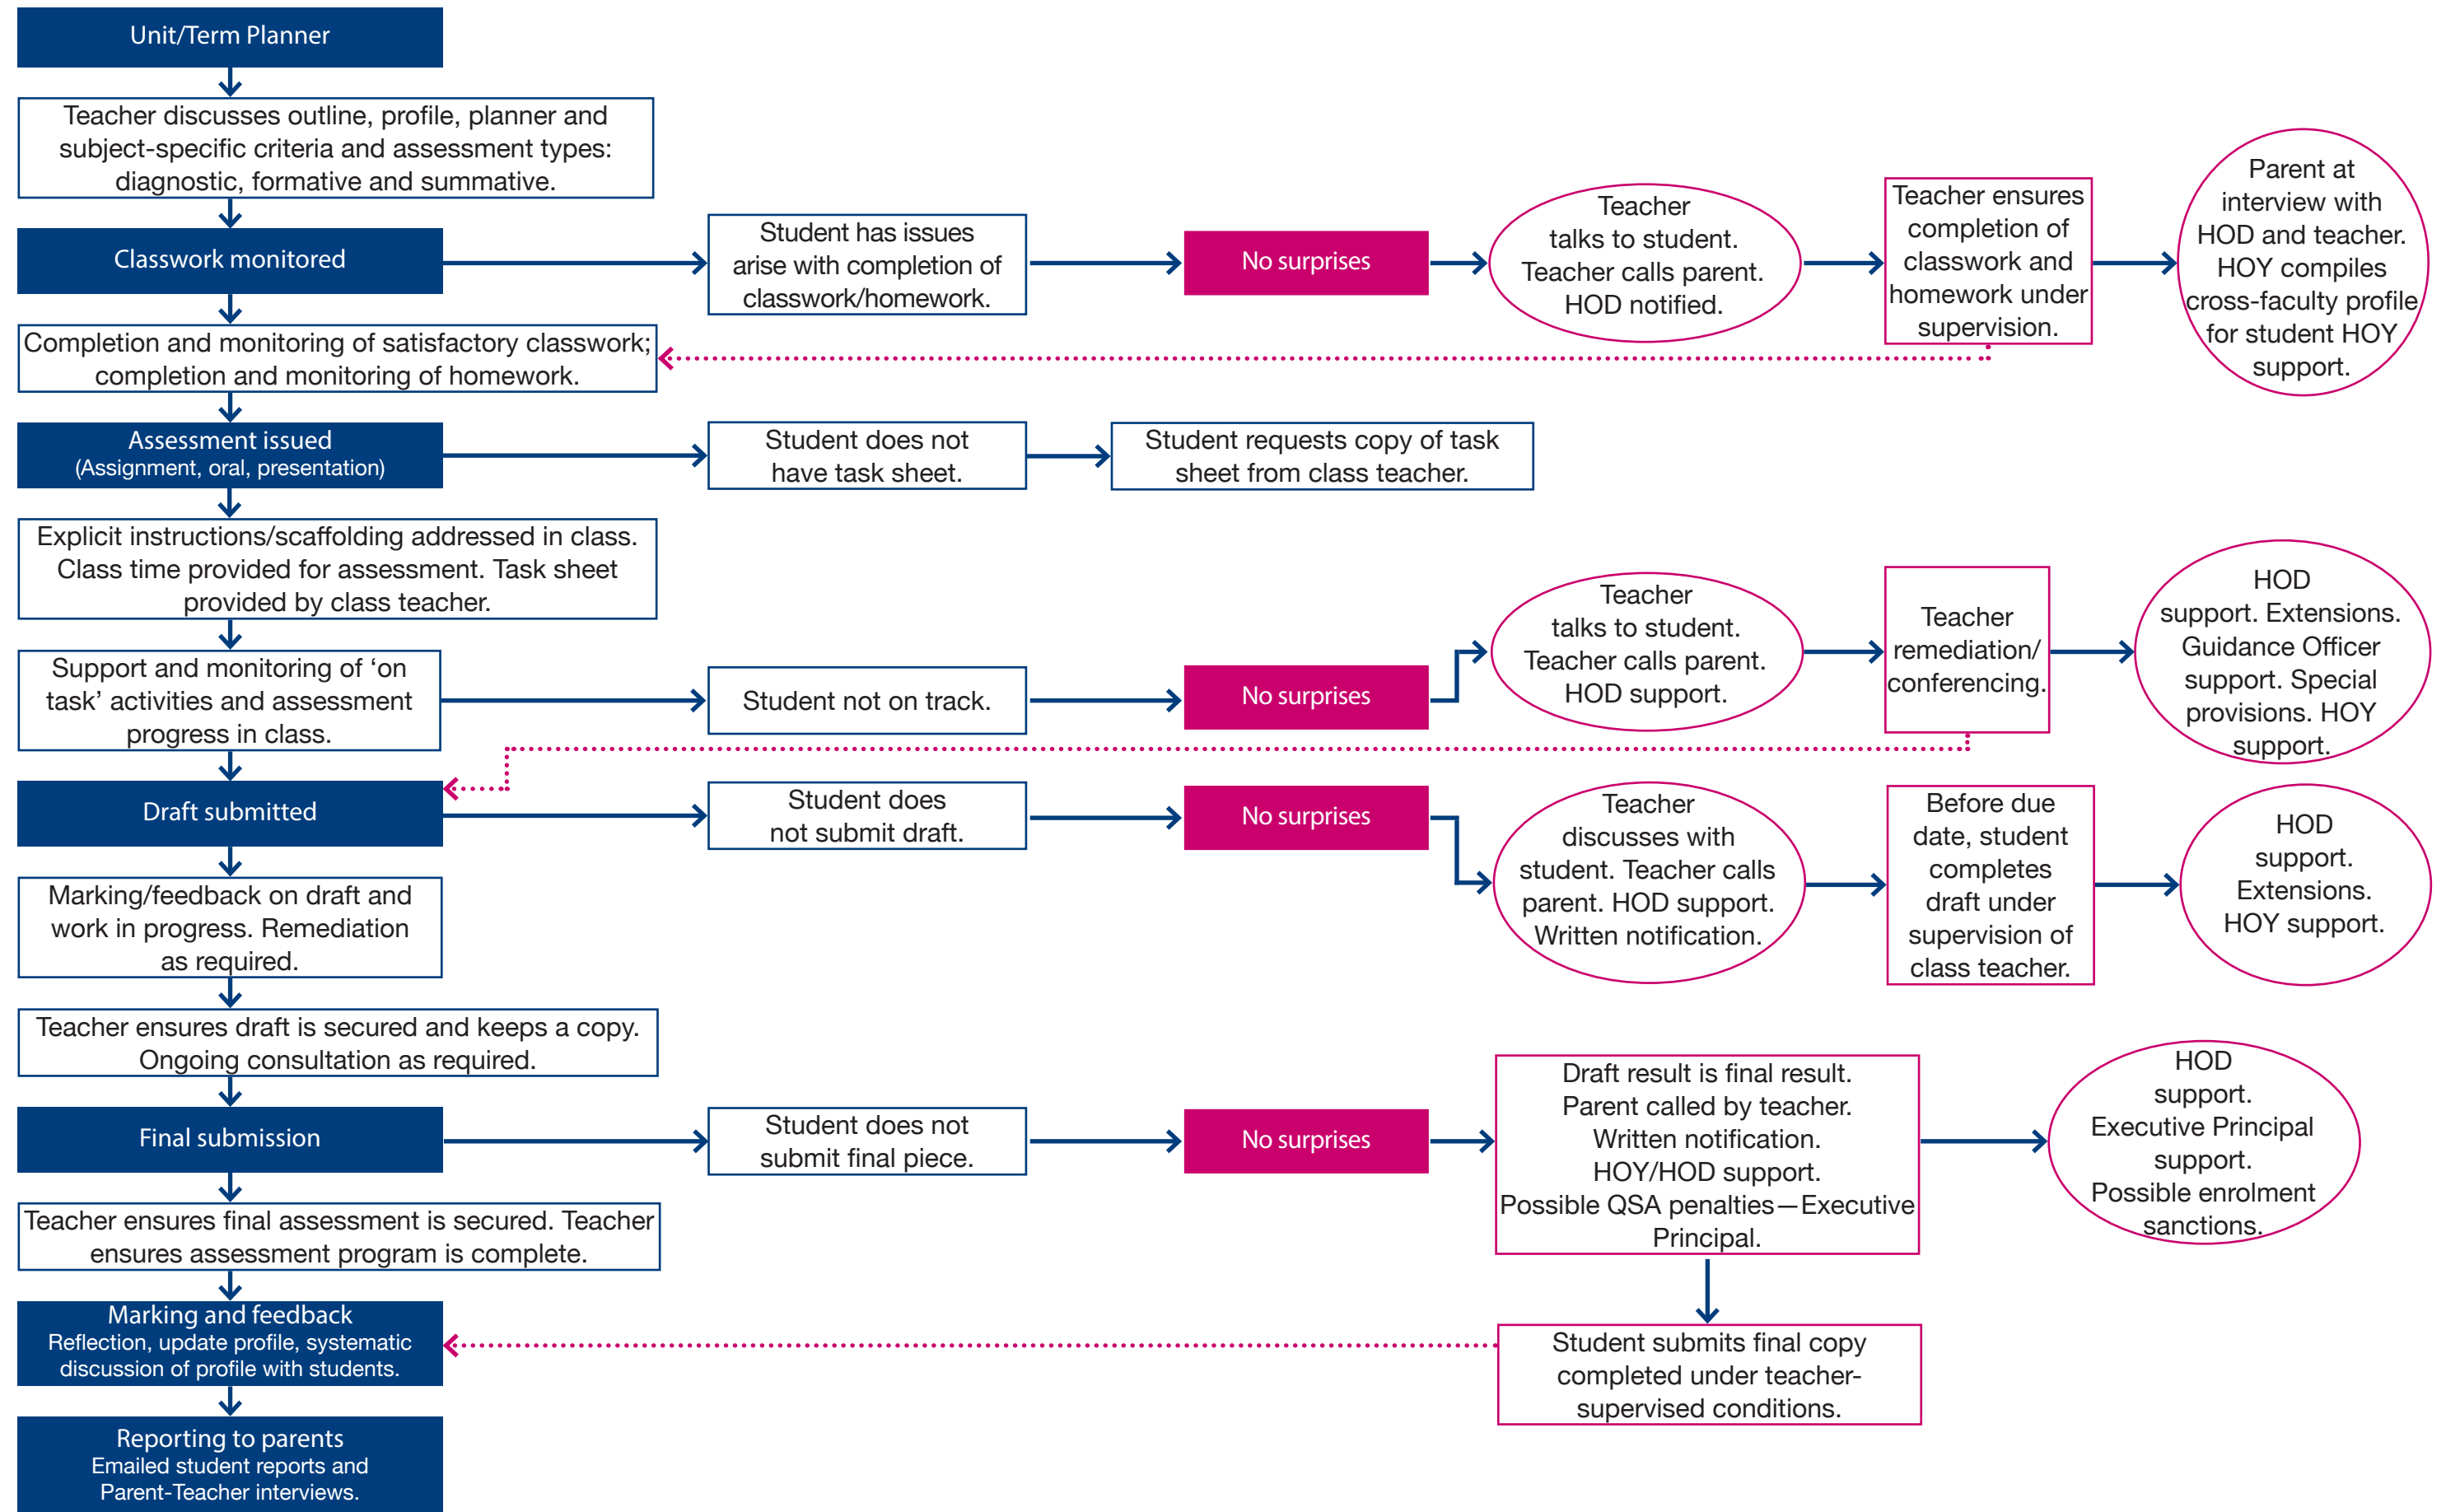 Unit/Term Planner
Teacher discusses outline, profile, planner and
subject-specific criteria and assessment types:
diagnostic, formative and summative.
Classwork monitored
Student has issues
arise with completion of
classwork/homework.
No surprises
Teacher
talks to student.
Teacher calls parent.
HOD notified.
Teacher ensures
completion of
classwork and
homework under
supervision.
Parent at
interview with
HOD and teacher.
HOY compiles
cross-faculty profile
for student HOY
support.
Completion and monitoring of satisfactory classwork;
completion and monitoring of homework.
Assessment issued
(Assignment, oral, presentation)
Student does not
have task sheet.
Student requests copy of task
sheet from class teacher.
Explicit instructions/scaffolding addressed in class.
Class time provided for assessment. Task sheet
provided by class teacher.
Support and monitoring of ‘on
task’ activities and assessment
progress in class.
Student not on track.
No surprises
Teacher
talks to student.
Teacher calls parent.
HOD support.
Teacher
remediation/
conferencing.
HOD
support. Extensions.
Guidance Officer
support. Special
provisions. HOY
support.
Draft submitted
Student does
not submit draft.
No surprises
Teacher
discusses with
student. Teacher calls
parent. HOD support.
Written notification.
Before due
date, student
completes
draft under
supervision of
class teacher.
HOD
support.
Extensions.
HOY support.
Marking/feedback on draft and
work in progress. Remediation
as required.
Teacher ensures draft is secured and keeps a copy.
Ongoing consultation as required.
Final submission
Student does not
submit final piece.
No surprises
Draft result is final result.
Parent called by teacher.
Written notification.
HOY/HOD support.
Possible QSA penalties—Executive
Principal.
HOD
support.
Executive Principal
support.
Possible enrolment
sanctions.
Teacher ensures final assessment is secured. Teacher
ensures assessment program is complete.
Marking and feedback
Reflection, update profile, systematic
discussion of profile with students.
Student submits final copy
completed under teacher-
supervised conditions.
Reporting to parents
Emailed student reports and
Parent-Teacher interviews.